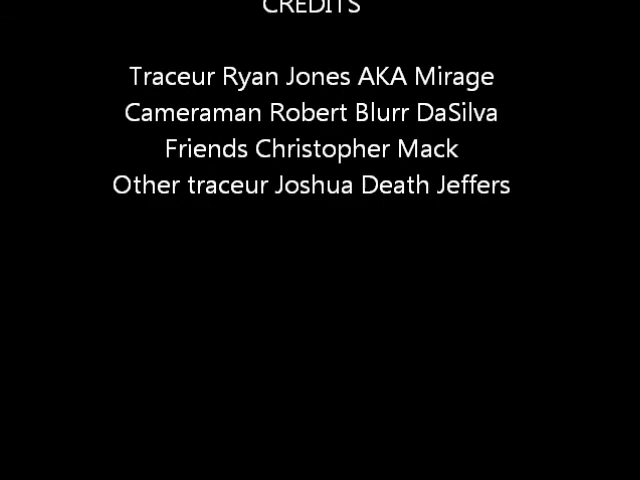 CREDITS
Traceur Ryan Jones AKA Mirage
Cameraman Robert Blurr DaSilva
Friends Christopher Mack
Other traceur Joshua Death Jeffers